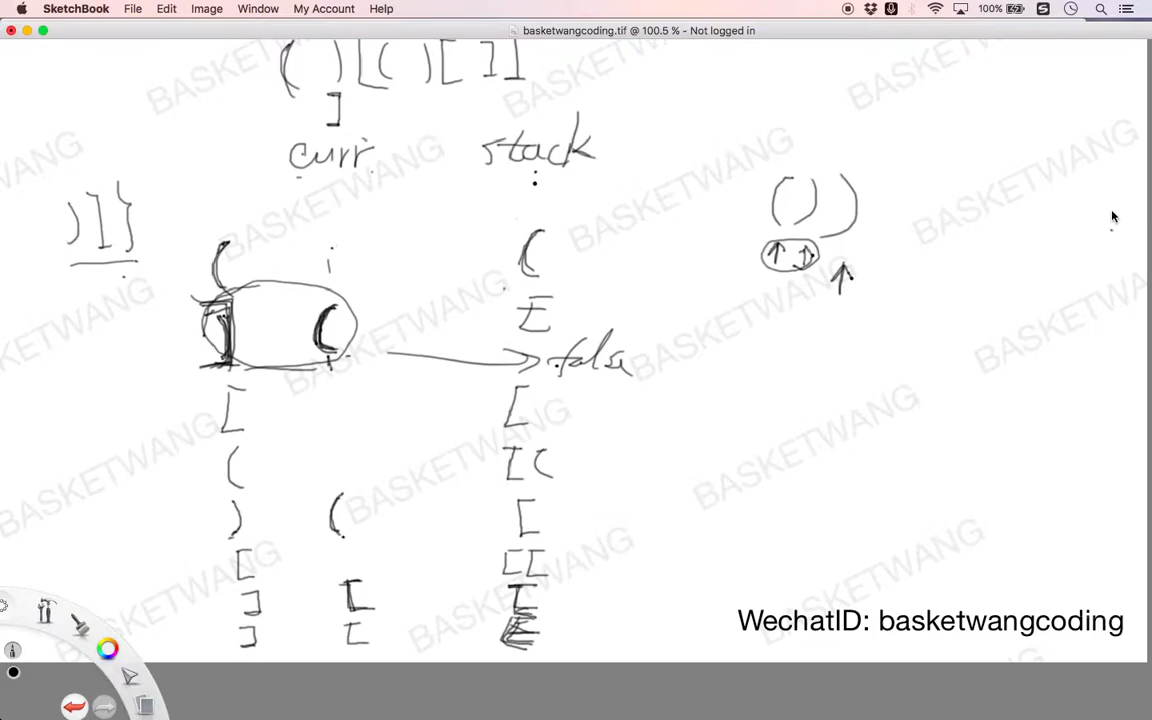 SketchBook File Edit Image Window My Account Help 100%
basketwangcoding.tif @ 100.5 % - Not logged in
( ) [ ( ) [ ] ]
]
curr stack
) ] } ( ) )
( i (
] ( [
false
[ [
( [ (
) ( [
[ [ [
] [ [
] [
WechatID: basketwangcoding
BASKETWANG